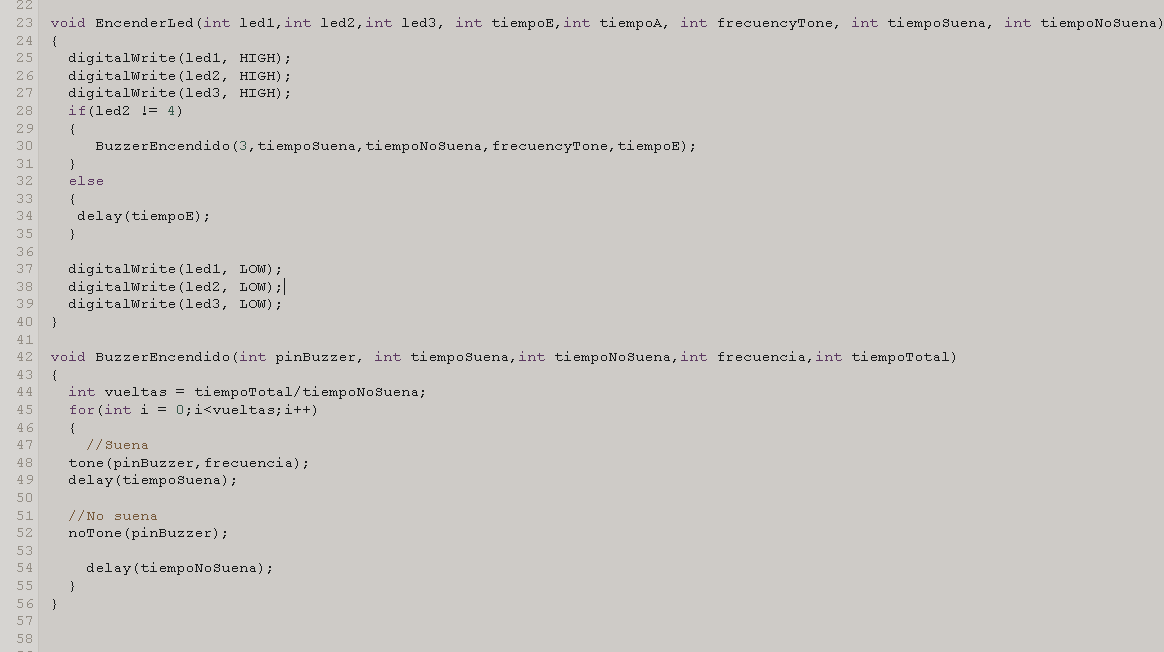 22
23 void EncenderLed(int led1,int led2,int led3, int tiempoE,int tiempoA, int frecuencyTone, int tiempoSuena, int tiempoNoSuena)
24 {
25   digitalWrite(led1, HIGH);
26   digitalWrite(led2, HIGH);
27   digitalWrite(led3, HIGH);
28   if(led2 != 4)
29   {
30      BuzzerEncendido(3,tiempoSuena,tiempoNoSuena,frecuencyTone,tiempoE);
31   }
32   else
33   {
34    delay(tiempoE);
35   }
36
37   digitalWrite(led1, LOW);
38   digitalWrite(led2, LOW);
39   digitalWrite(led3, LOW);
40 }
41
42 void BuzzerEncendido(int pinBuzzer, int tiempoSuena,int tiempoNoSuena,int frecuencia,int tiempoTotal)
43 {
44   int vueltas = tiempoTotal/tiempoNoSuena;
45   for(int i = 0;i<vueltas;i++)
46   {
47     //Suena
48   tone(pinBuzzer,frecuencia);
49   delay(tiempoSuena);
50
51   //No suena
52   noTone(pinBuzzer);
53
54     delay(tiempoNoSuena);
55   }
56 }
57
58